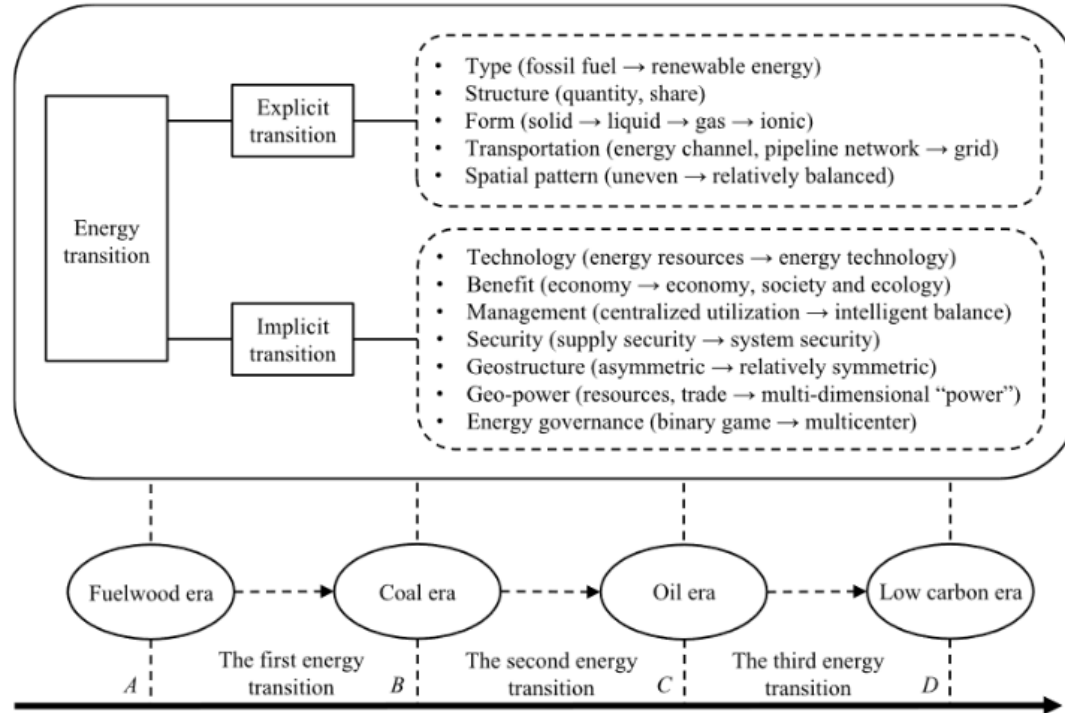 Energy
transition
Explicit
transition
• Type (fossil fuel → renewable energy)
• Structure (quantity, share)
• Form (solid → liquid → gas → ionic)
• Transportation (energy channel, pipeline network → grid)
• Spatial pattern (uneven → relatively balanced)
Implicit
transition
• Technology (energy resources → energy technology)
• Benefit (economy → economy, society and ecology)
• Management (centralized utilization → intelligent balance)
• Security (supply security → system security)
• Geostructure (asymmetric → relatively symmetric)
• Geo-power (resources, trade → multi-dimensional “power”)
• Energy governance (binary game → multicenter)
Fuelwood era
Coal era
Oil era
Low carbon era
A
The first energy
transition
B
The second energy
transition
C
The third energy
transition
D